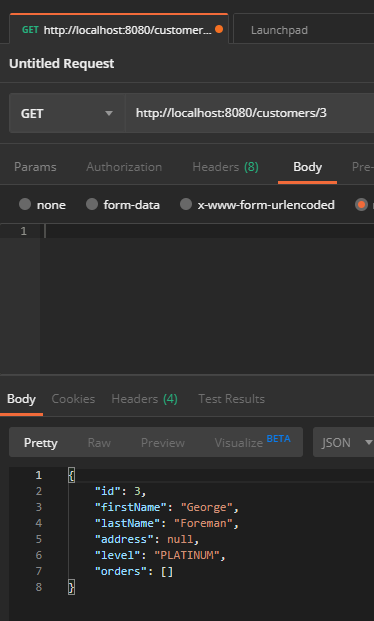 GET http://localhost:8080/customer... Launchpad
Untitled Request
GET http://localhost:8080/customers/3
Params Authorization Headers (8) Body Pre-
none form-data x-www-form-urlencoded
1
Body Cookies Headers (4) Test Results
Pretty Raw Preview Visualize BETA JSON
1 {
2 "id": 3,
3 "firstName": "George",
4 "lastName": "Foreman",
5 "address": null,
6 "level": "PLATINUM",
7 "orders": []
8 }